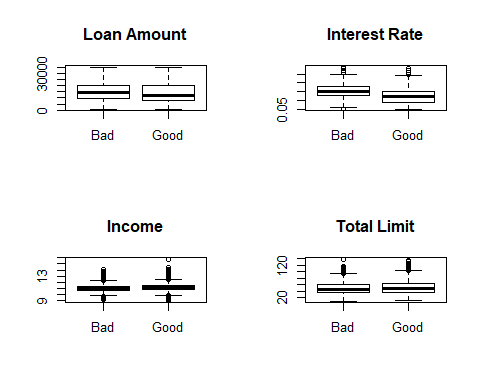 Loan Amount
30000
0
Bad Good
Interest Rate
0.05
Bad Good
Income
13
9
Bad Good
Total Limit
120
20
Bad Good